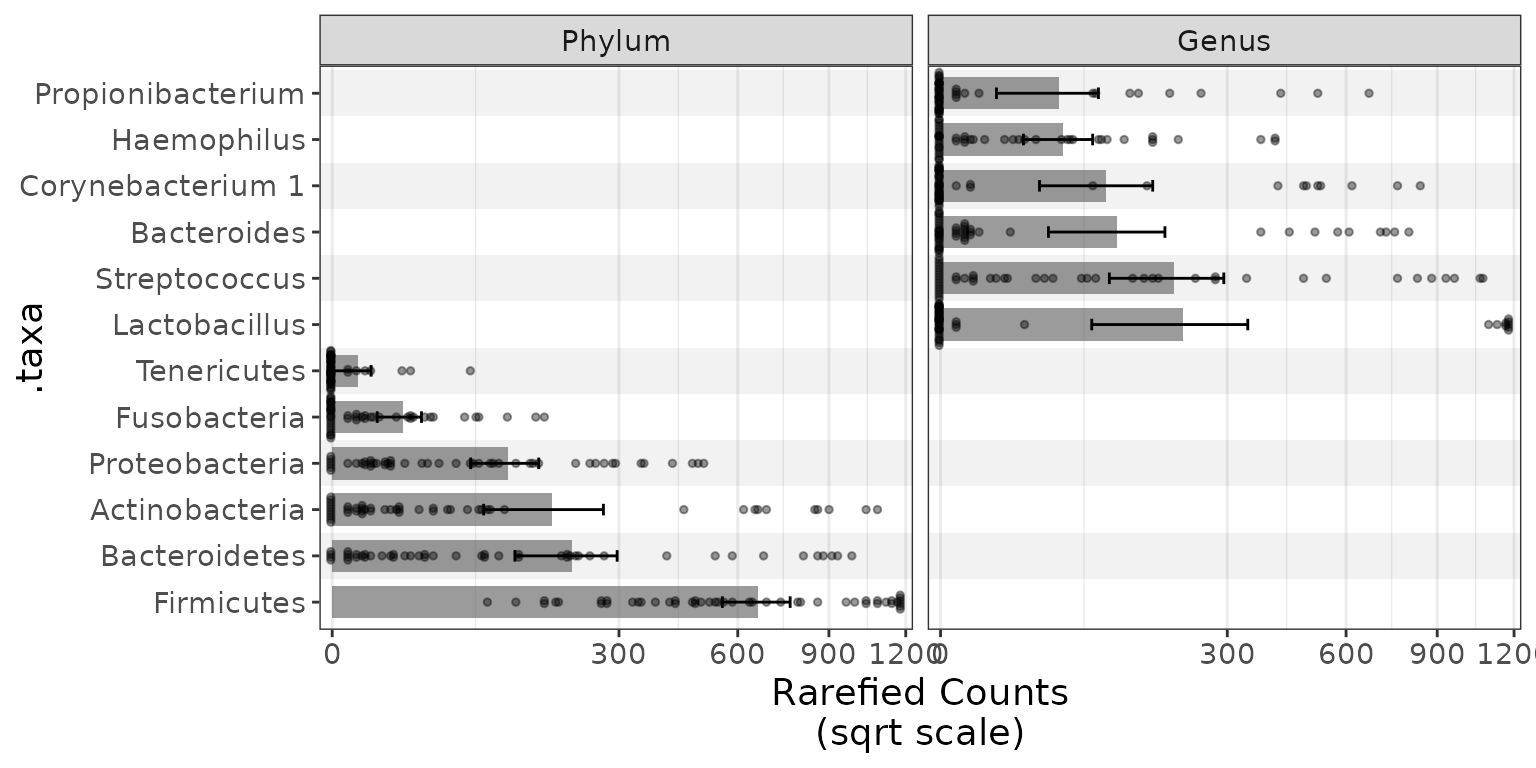 Phylum
Genus
Propionibacterium
Haemophilus
Corynebacterium 1
Bacteroides
Streptococcus
Lactobacillus
Tenericutes
Fusobacteria
Proteobacteria
Actinobacteria
Bacteroidetes
Firmicutes
.taxa
0 300 600 900 1200
0 300 600 900 1200
Rarefied Counts
(sqrt scale)